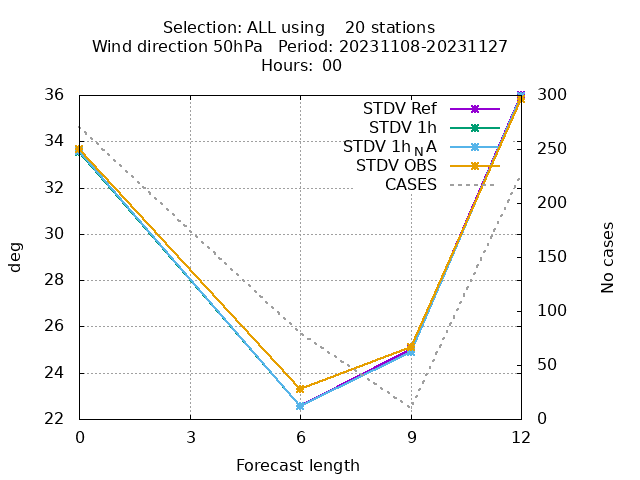 Selection: ALL using    20 stations
Wind direction 50hPa   Period: 20231108-20231127
Hours: 00
36
34
32
30
28
26
24
22
300
250
200
150
100
50
0
STDV Ref
STDV 1h
STDV 1h_NA
STDV OBS
CASES
deg
No cases
0 3 6 9 12
Forecast length